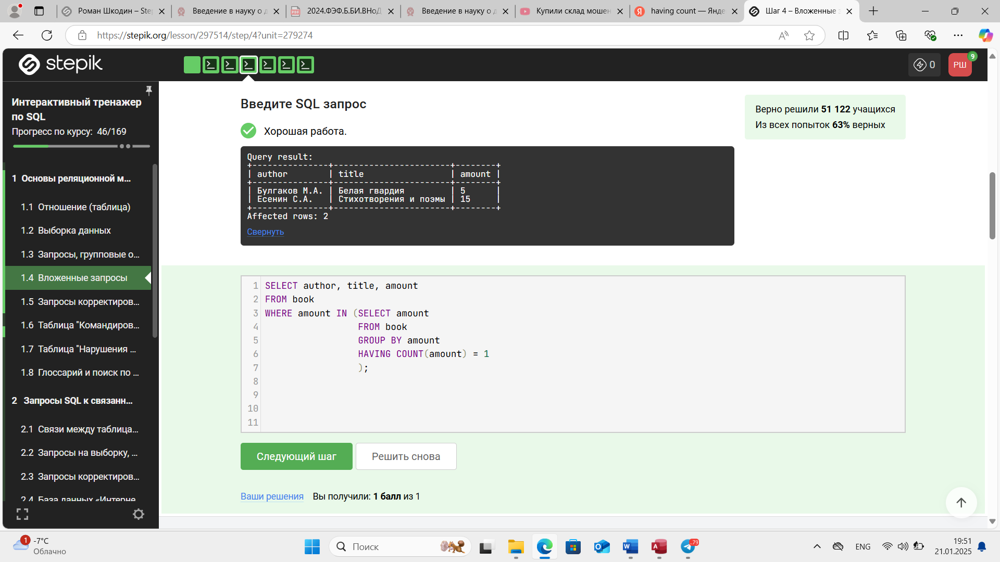 Роман Шкодин – Ste
Введение в науку о д
2024.ФЭФ.Б.БИ.ВНоД
Введение в науку о д
Купили склад мошен
having count — Янде
Шаг 4 – Вложенные з
https://stepik.org/lesson/297514/step/4?unit=279274
stepik
0
РШ
9
Интерактивный тренажер
по SQL
Прогресс по курсу: 46/169
1 Основы реляционной м...
1.1 Отношение (таблица)
1.2 Выборка данных
1.3 Запросы, групповые о...
1.4 Вложенные запросы
1.5 Запросы корректиров...
1.6 Таблица "Командиров...
1.7 Таблица "Нарушения ...
1.8 Глоссарий и поиск по ...
2 Запросы SQL к связанн...
2.1 Связи между таблица...
2.2 Запросы на выборку, ...
2.3 Запросы корректиров...
2.4 База данных «Интерне
Введите SQL запрос
Хорошая работа.
Верно решили 51 122 учащихся
Из всех попыток 63% верных
Query result:
+---------------+-----------------------+--------+
| author        | title                 | amount |
+---------------+-----------------------+--------+
| Булгаков М.А. | Белая гвардия         | 5      |
| Есенин С.А.   | Стихотворения и поэмы | 15     |
+---------------+-----------------------+--------+
Affected rows: 2
Свернуть
1 SELECT author, title, amount
2 FROM book
3 WHERE amount IN (SELECT amount
4 FROM book
5 GROUP BY amount
6 HAVING COUNT(amount) = 1
7 );
8
9
10
11
Следующий шаг
Решить снова
Ваши решения Вы получили: 1 балл из 1
1
-7°C
Облачно
Поиск
79
ENG
19:51
21.01.2025